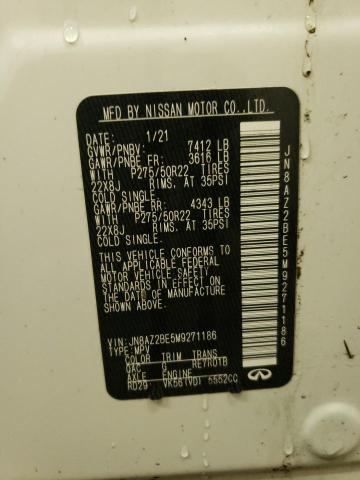 MFD BY NISSAN MOTOR CO.,LTD.
DATE: 1/21
GVWR/PNBV: 7412 LB
GAWR/PNBE FR: 3616 LB
WITH P275/50R22 TIRES
22X8J RIMS, AT 35PSI
COLD SINGLE.
GAWR/PNBE RR: 4343 LB
WITH P275/50R22 TIRES
22X8J RIMS, AT 35PSI
COLD SINGLE.
THIS VEHICLE CONFORMS TO
ALL APPLICABLE FEDERAL
MOTOR VEHICLE SAFETY
STANDARDS IN EFFECT ON
THE DATE OF MANUFACTURE
SHOWN ABOVE.
VIN: JN8AZ2BE5M9271186
TYPE: MPV
COLOR TRIM TRANS
QAC G RE7R01B
AXLE ENGINE
RD29 VK56(VD) 5552CC
INFINITI
JN8AZ2BE5M9271186